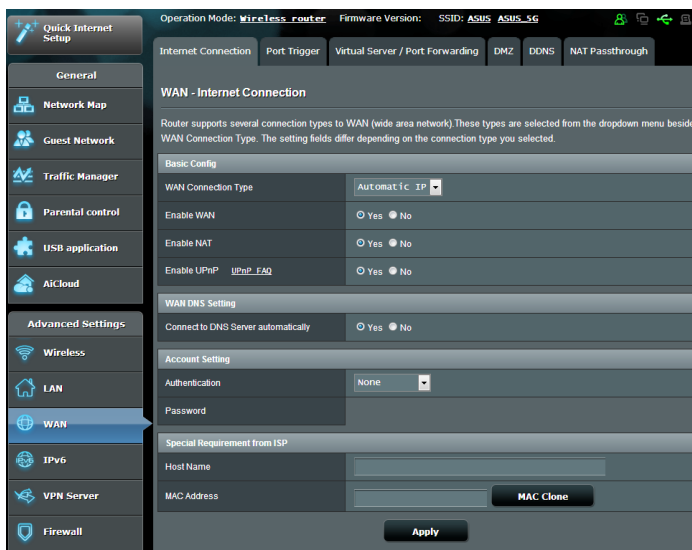 Quick Internet
Setup
Operation Mode: Wireless router Firmware Version: SSID: ASUS ASUS_5G
Internet Connection Port Trigger Virtual Server / Port Forwarding DMZ DDNS NAT Passthrough
General
Network Map
Guest Network
Traffic Manager
Parental control
USB application
AiCloud
Advanced Settings
Wireless
LAN
WAN
IPv6
VPN Server
Firewall
WAN - Internet Connection
Router supports several connection types to WAN (wide area network).These types are selected from the dropdown menu beside
WAN Connection Type. The setting fields differ depending on the connection type you selected.
Basic Config
WAN Connection Type Automatic IP
Enable WAN Yes No
Enable NAT Yes No
Enable UPnP UPnP FAQ Yes No
WAN DNS Setting
Connect to DNS Server automatically Yes No
Account Setting
Authentication None
Password
Special Requirement from ISP
Host Name
MAC Address MAC Clone
Apply